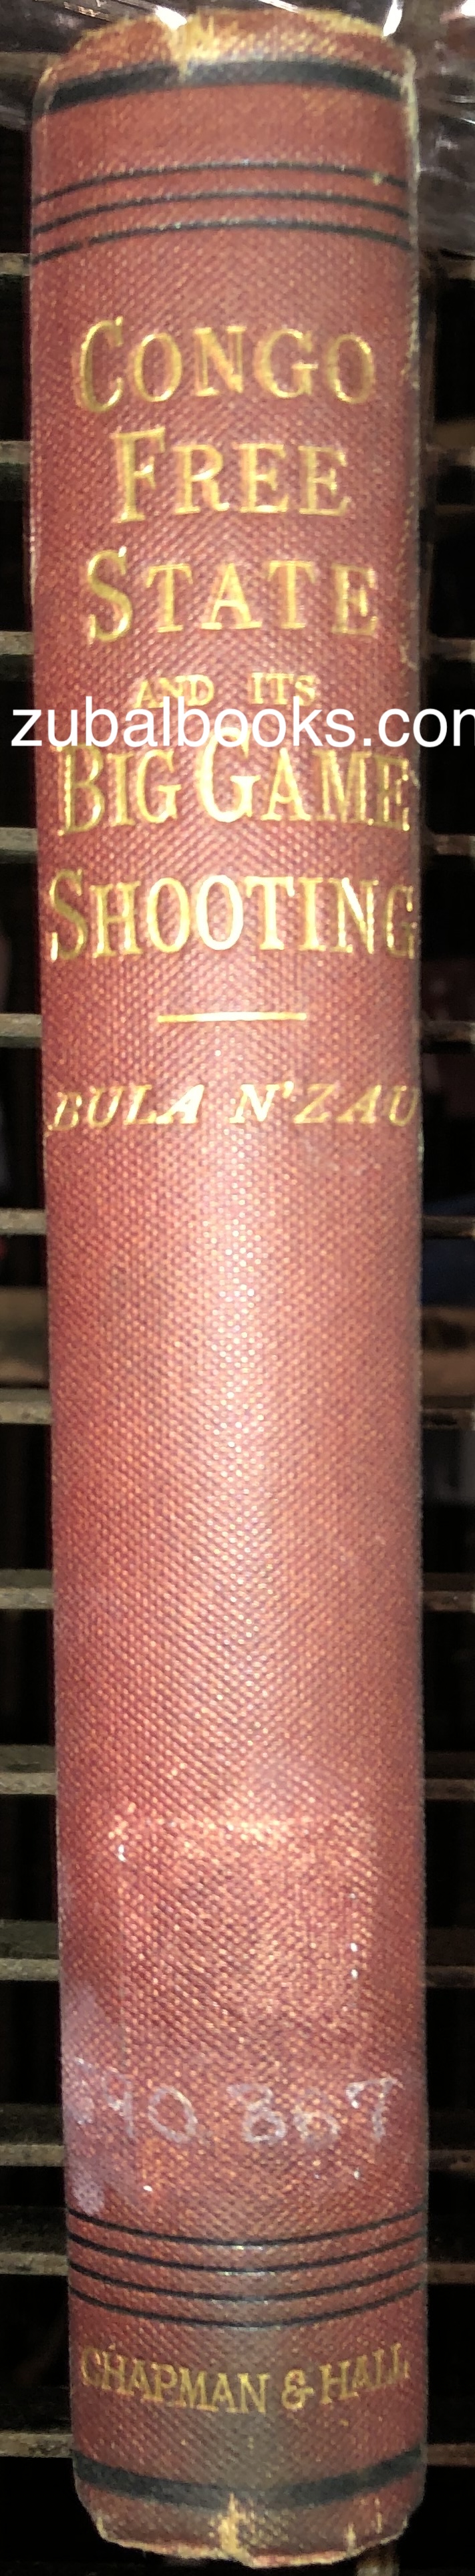 CONGO
FREE
STATE
AND ITS
zubalbooks.com
BIG GAME
SHOOTING
BULA N'ZAU
CHAPMAN & HALL